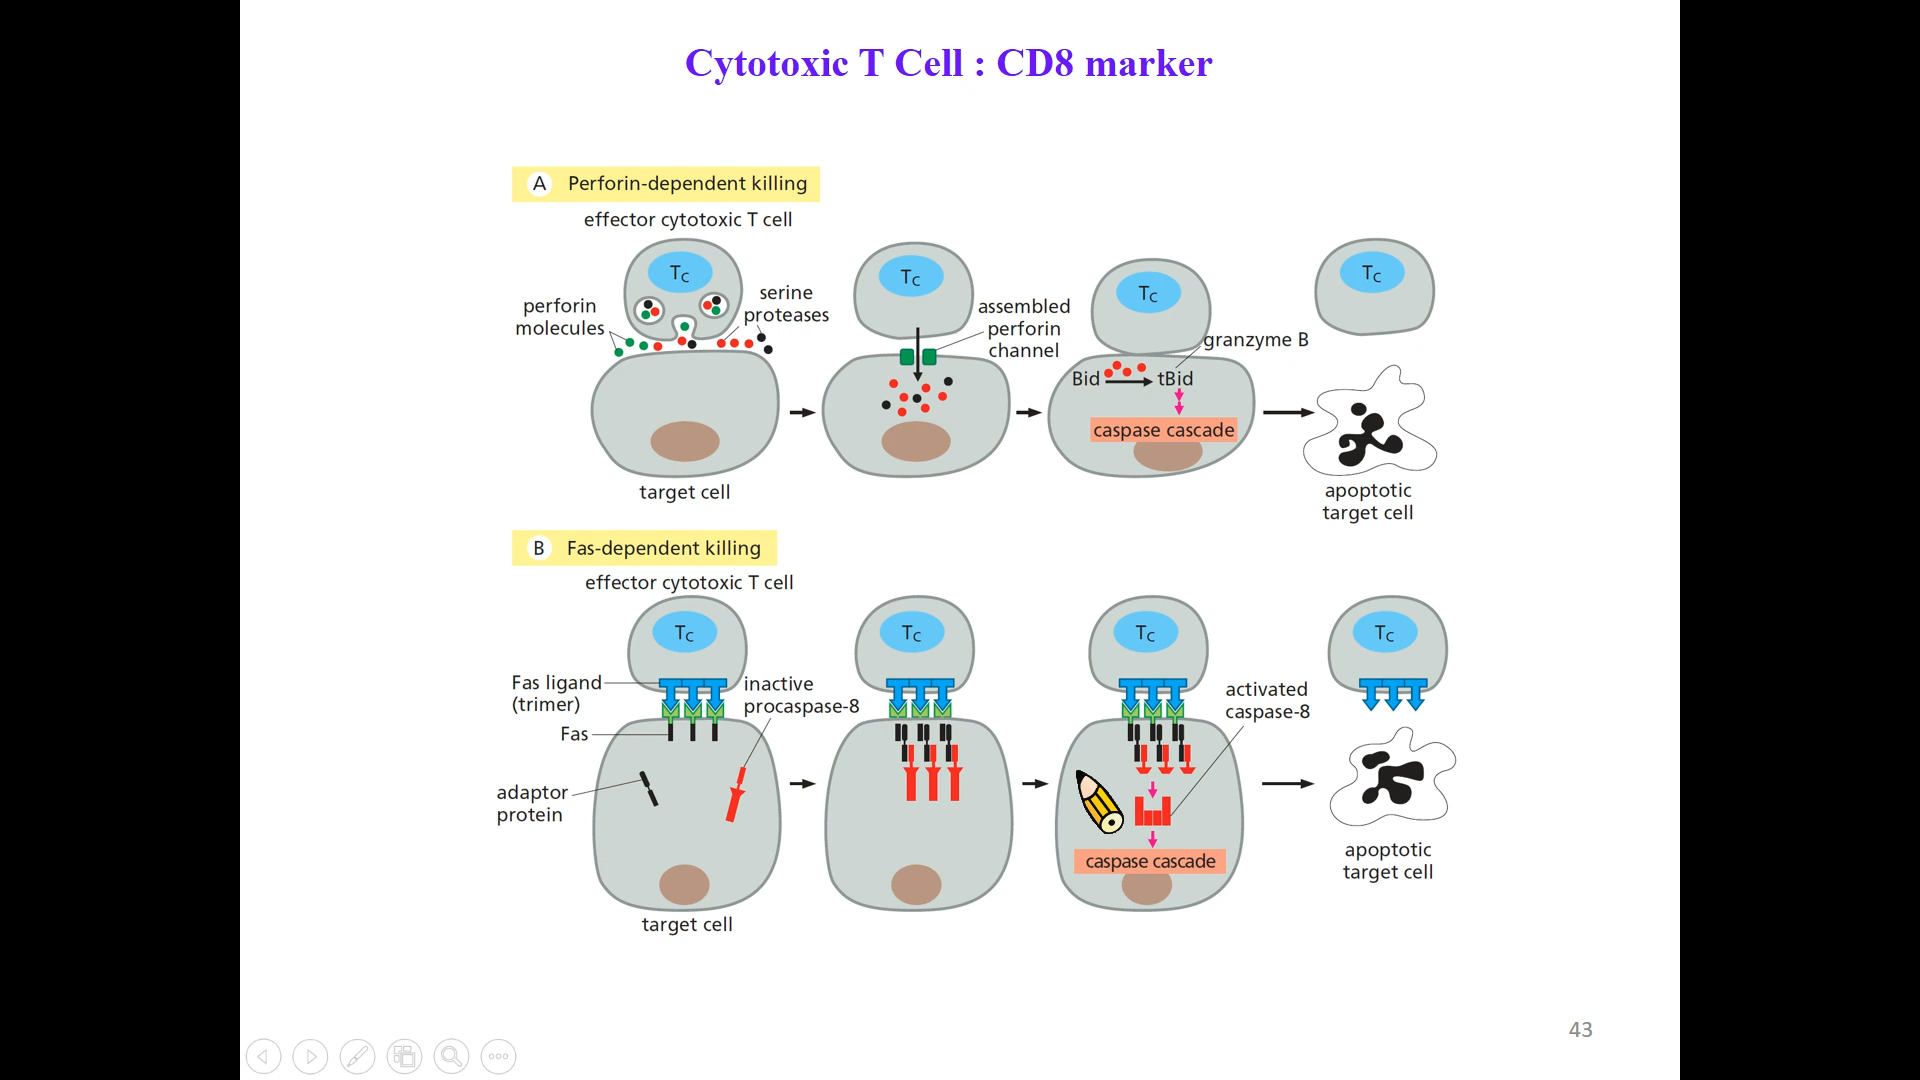 Cytotoxic T Cell : CD8 marker
A Perforin-dependent killing
effector cytotoxic T cell
Tc
Tc
Tc
Tc
perforin
molecules
serine
proteases
assembled
perforin
channel
granzyme B
Bid
tBid
caspase cascade
target cell
apoptotic
target cell
B Fas-dependent killing
effector cytotoxic T cell
Tc
Tc
Tc
Tc
Fas ligand
(trimer)
inactive
procaspase-8
activated
caspase-8
Fas
adaptor
protein
caspase cascade
apoptotic
target cell
target cell
43